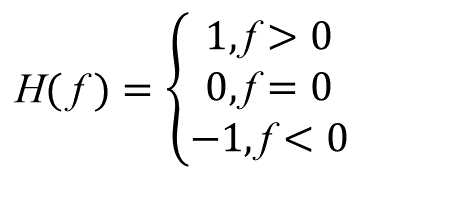 1, f > 0
H(f) = { 0, f = 0
−1, f < 0